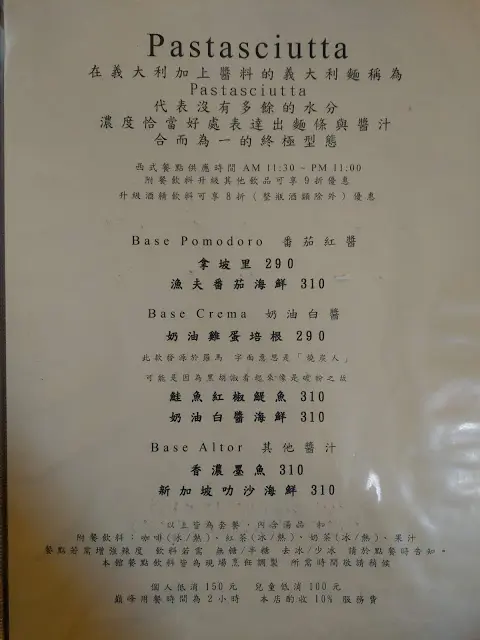 Pastasciutta
在義大利加上醬料的義大利麵稱為
Pastasciutta
代表沒有多餘的水分
濃度恰當好處表達出麵條與醬汁
合而為一的終極型態
西式餐點供應時間 AM 11:30 ~ PM 11:00
附餐飲料升級其他飲品可享9折優惠
升級酒精飲料可享8折（整瓶酒類除外）優惠
Base Pomodoro 番茄紅醬
拿坡里 290
漁夫番茄海鮮 310
Base Crema 奶油白醬
奶油雞蛋培根 290
此款發源於羅馬 字面意思是「燒炭人」
可能是因為黑胡椒看起來像是碳粉之故
鮭魚紅椒鯷魚 310
奶油白醬海鮮 310
Base Altor 其他醬汁
香濃墨魚 310
新加坡叻沙海鮮 310
以上皆為套餐，內含湯品 和
附餐飲料：咖啡(冰/熱)、紅茶(冰/熱)、奶茶(冰/熱)、果汁
餐點若需增強辣度 飲料若需 無糖/半糖 去冰/少冰 請於點餐時告知。
本館餐點飲料皆為現場烹飪調製 所需時間敬請稍候
個人低消 150元 兒童低消 100元
巔峰用餐時間為2小時 本店酌收10% 服務費